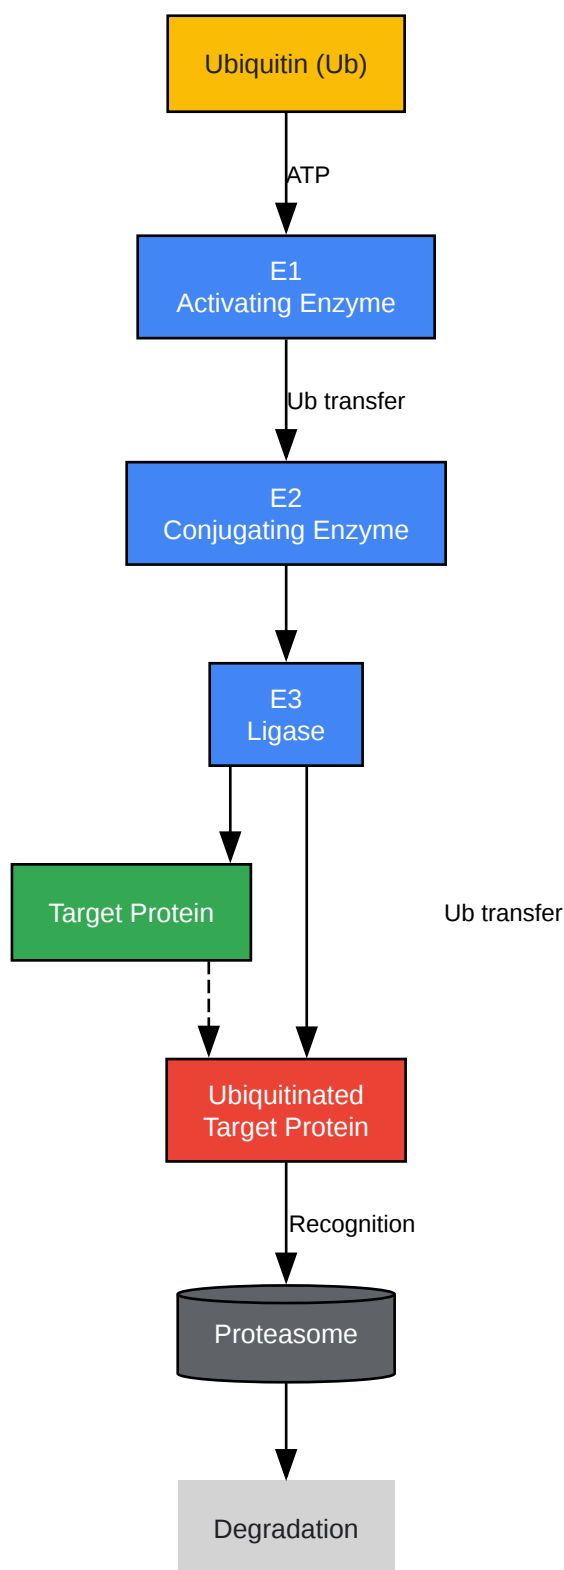 Ubiquitin (Ub)
ATP
E1
Activating Enzyme
Ub transfer
E2
Conjugating Enzyme
E3
Ligase
Target Protein
Ub transfer
Ubiquitinated
Target Protein
Recognition
Proteasome
Degradation